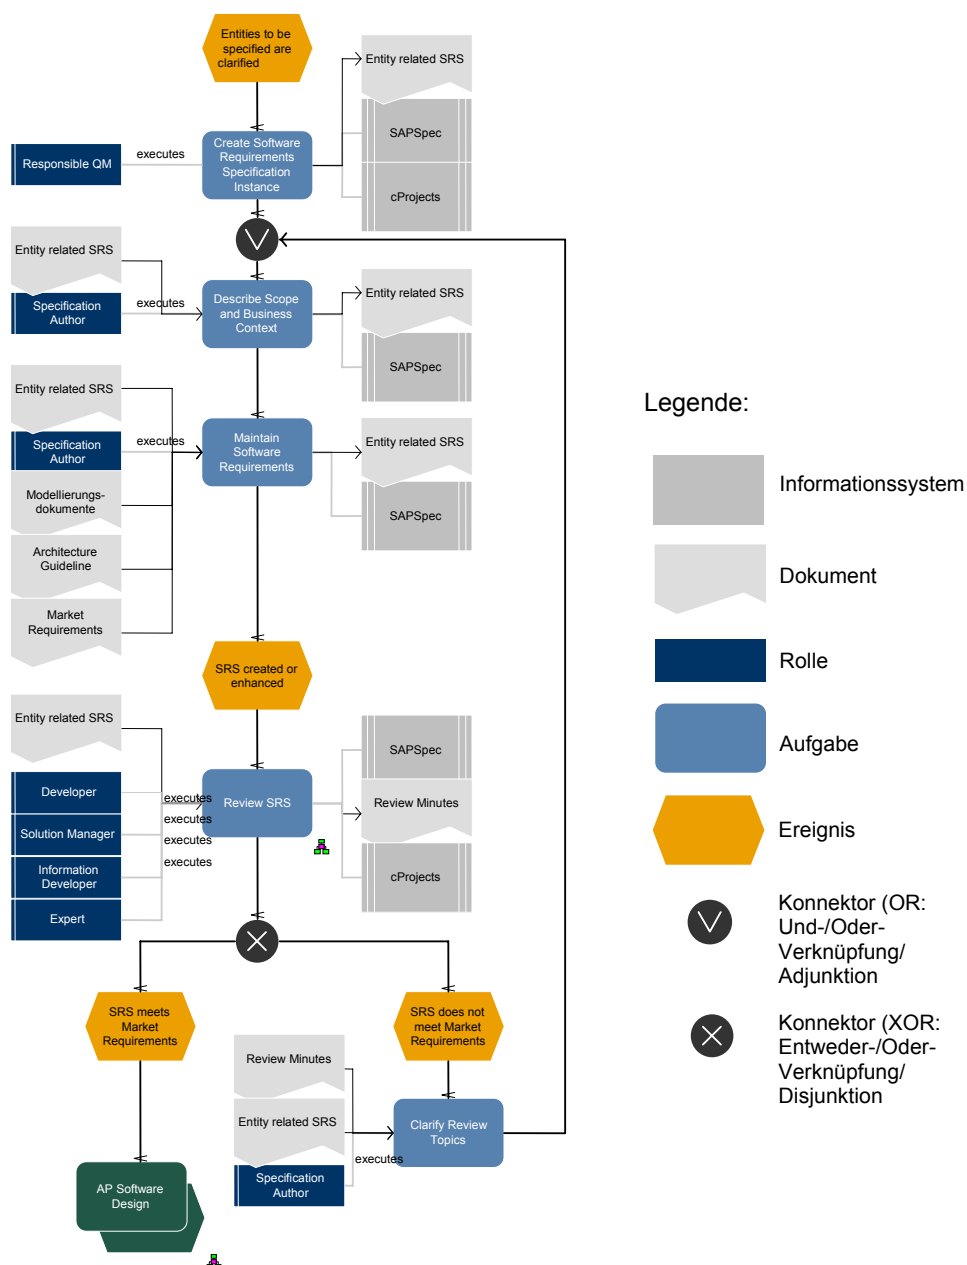 Entities to be
specified are
clarified
Entity related SRS
SAPSpec
cProjects
Responsible QM
executes
Create Software
Requirements
Specification
Instance
Entity related SRS
Specification
Author
executes
Describe Scope
and Business
Context
Entity related SRS
SAPSpec
Entity related SRS
Specification
Author
executes
Modellierungs-
dokumente
Architecture
Guideline
Market
Requirements
Maintain
Software
Requirements
Entity related SRS
SAPSpec
SRS created or
enhanced
Entity related SRS
Developer
Solution Manager
Information
Developer
Expert
executes
executes
executes
executes
Review SRS
SAPSpec
Review Minutes
cProjects
SRS meets
Market
Requirements
SRS does not
meet Market
Requirements
Review Minutes
Entity related SRS
Specification
Author
executes
Clarify Review
Topics
AP Software
Design
Legende:
Informationssystem
Dokument
Rolle
Aufgabe
Ereignis
Konnektor (OR:
Und-/Oder-
Verknüpfung/
Adjunktion
Konnektor (XOR:
Entweder-/Oder-
Verknüpfung/
Disjunktion